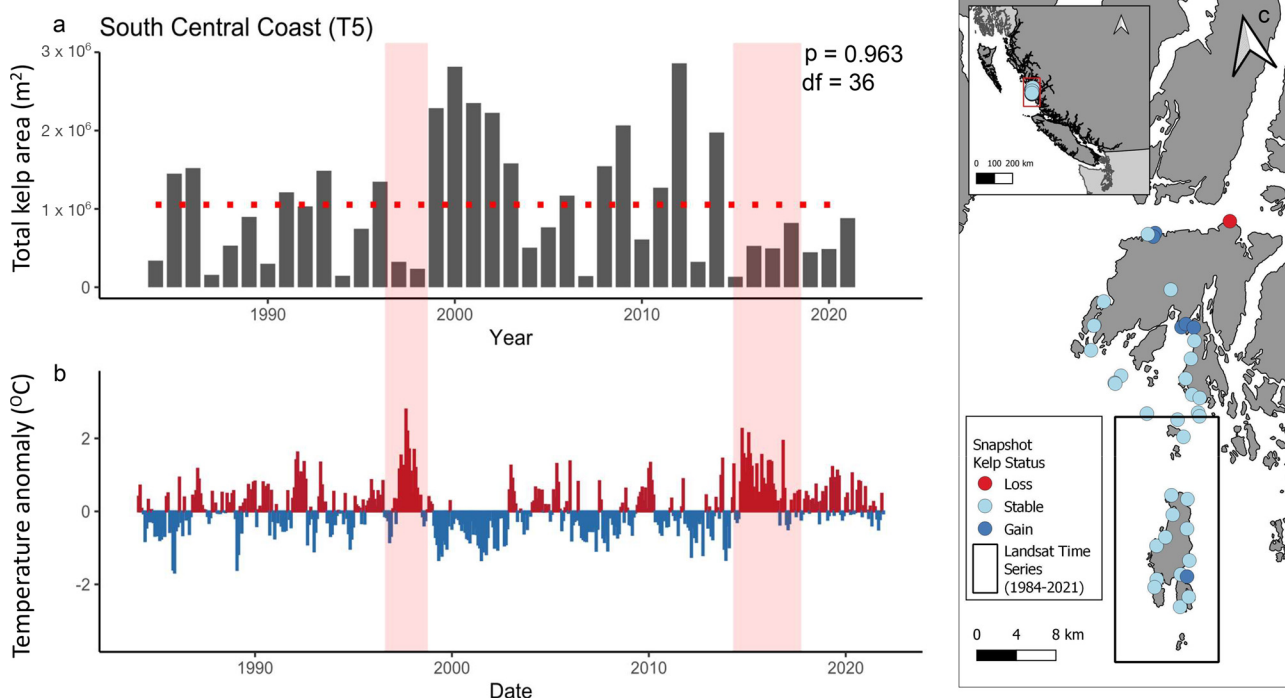 a South Central Coast (T5)
p = 0.963
df = 36
Total kelp area (m²)
3 x 10⁶
2 x 10⁶
1 x 10⁶
0
1990 2000 2010 2020
Year
b
Temperature anomaly (ᴼC)
2
0
-2
1990 2000 2010 2020
Date
c
0 100 200 km
Snapshot
Kelp Status
Loss
Stable
Gain
Landsat Time
Series
(1984-2021)
0 4 8 km